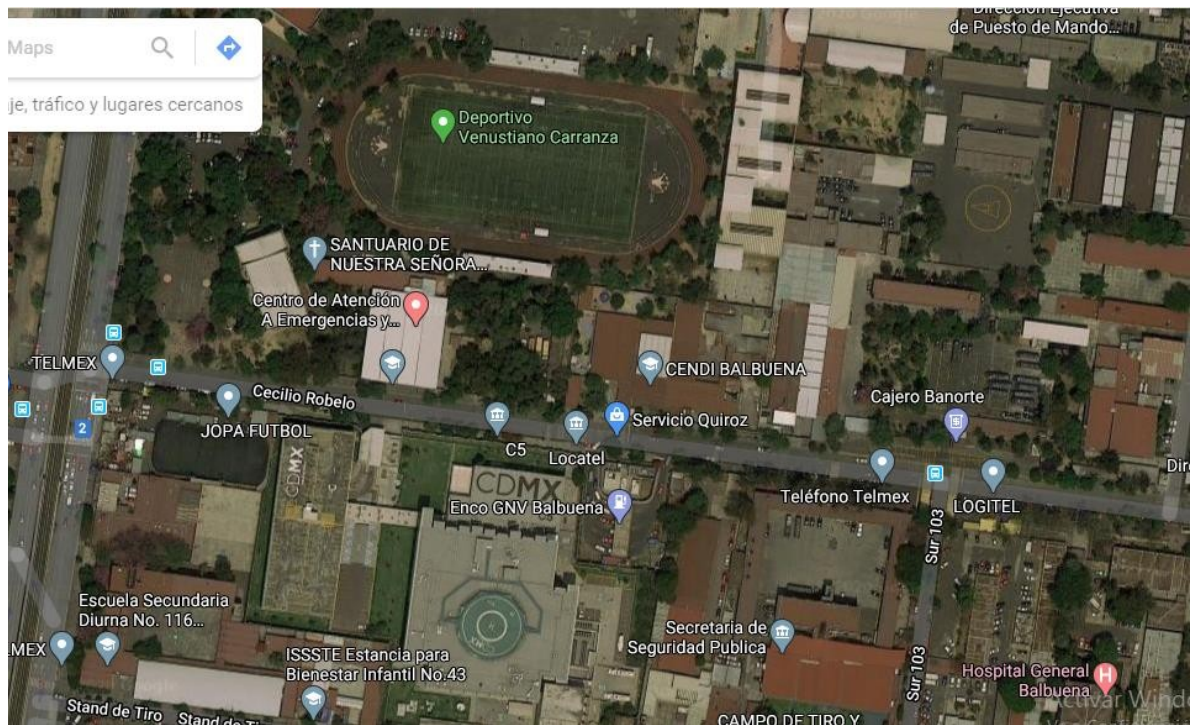 Dirección Ejecutiva
de Puesto de Mando...
Maps
je, tráfico y lugares cercanos
Deportivo
Venustiano Carranza
SANTUARIO DE
NUESTRA SEÑORA...
Centro de Atención
A Emergencias y...
TELMEX
CENDI BALBUENA
Cecilio Robelo
Cajero Banorte
JOPA FUTBOL
Servicio Quiroz
2
C5
Locatel
CDMX
CDMX
Enco GNV Balbuena
Teléfono Telmex
LOGITEL
Dire
Sur 103
Escuela Secundaria
Diurna No. 116...
LMEX
ISSSTE Estancia para
Bienestar Infantil No.43
Secretaria de
Seguridad Publica
Sur 103
Hospital General
Balbuena
H
Activar Windo
Stand de Tiro
Stand de Ti
CAMPO DE TIRO Y